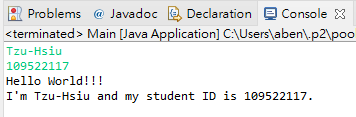 Problems @ Javadoc Declaration Console
<terminated> Main [Java Application] C:\Users\aben\.p2\poo
Tzu-Hsiu
109522117
Hello World!!!
I'm Tzu-Hsiu and my student ID is 109522117.